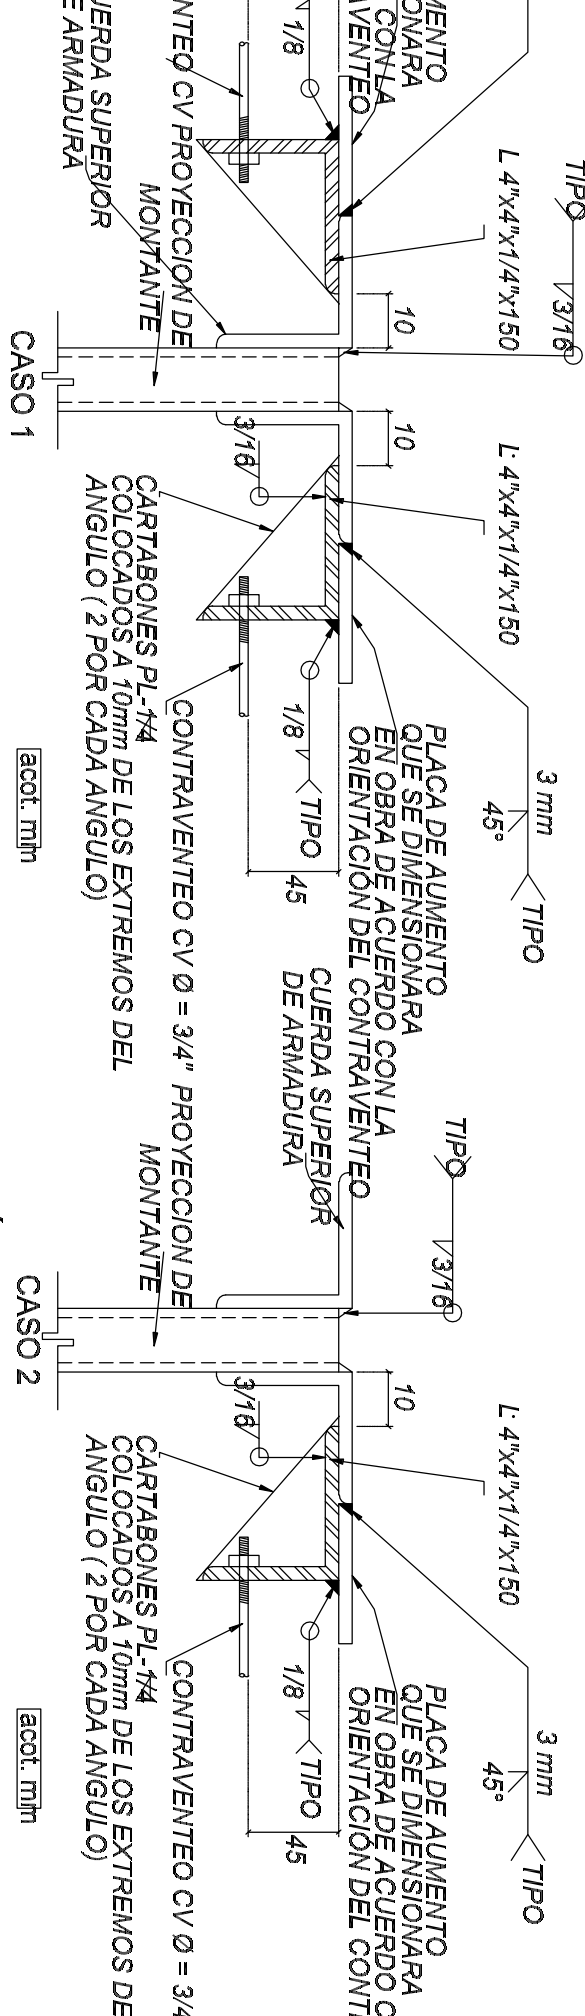 MENTO
ONARA
CON LA
AVENTEO
1/8
NTEO CV PROYECCION DE
MONTANTE
UERDA SUPERIOR
E ARMADURA
TIPO
3/16
L 4"x4"x1/4"x150
10
CASO 1
10
L 4"x4"x1/4"x150
3/16
CARTABONES PL-1/4
COLOCADOS A 10mm DE LOS EXTREMOS DEL
ANGULO ( 2 POR CADA ANGULO)
1/8
TIPO
45
CONTRAVENTEO CV Ø = 3/4" PROYECCION DE
MONTANTE
PLACA DE AUMENTO
QUE SE DIMENSIONARA
EN OBRA DE ACUERDO CON LA
ORIENTACIÓN DEL CONTRAVENTEO
3 mm
45°
TIPO
acot. mm
CUERDA SUPERIOR
DE ARMADURA
TIPO
3/16
10
L 4"x4"x1/4"x150
CASO 2
3/16
CARTABONES PL-1/4
COLOCADOS A 10mm DE LOS EXTREMOS DE
ANGULO ( 2 POR CADA ANGULO)
1/8
TIPO
45
CONTRAVENTEO CV Ø = 3/4
PLACA DE AUMENTO
QUE SE DIMENSIONARA
EN OBRA DE ACUERDO C
ORIENTACIÓN DEL CONT
3 mm
45°
TIPO
acot. mm